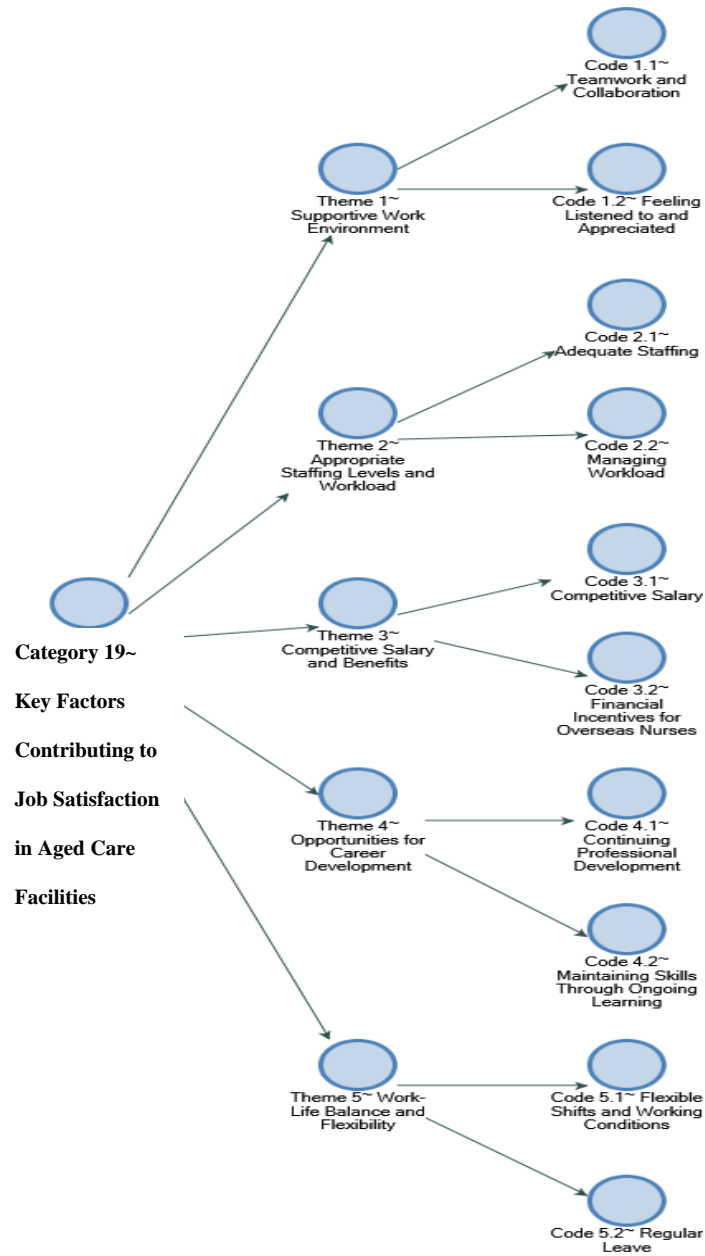 Code 1.1~
Teamwork and
Collaboration
Theme 1~
Supportive Work
Environment
Code 1.2~ Feeling
Listened to and
Appreciated
Code 2.1~
Adequate Staffing
Theme 2~
Appropriate
Staffing Levels and
Workload
Code 2.2~
Managing
Workload
Category 19~
Key Factors
Contributing to
Job Satisfaction
in Aged Care
Facilities
Code 3.1~
Competitive Salary
Theme 3~
Competitive Salary
and Benefits
Code 3.2~
Financial
Incentives for
Overseas Nurses
Theme 4~
Opportunities for
Career
Development
Code 4.1~
Continuing
Professional
Development
Code 4.2~
Maintaining Skills
Through Ongoing
Learning
Theme 5~ Work-
Life Balance and
Flexibility
Code 5.1~ Flexible
Shifts and Working
Conditions
Code 5.2~ Regular
Leave